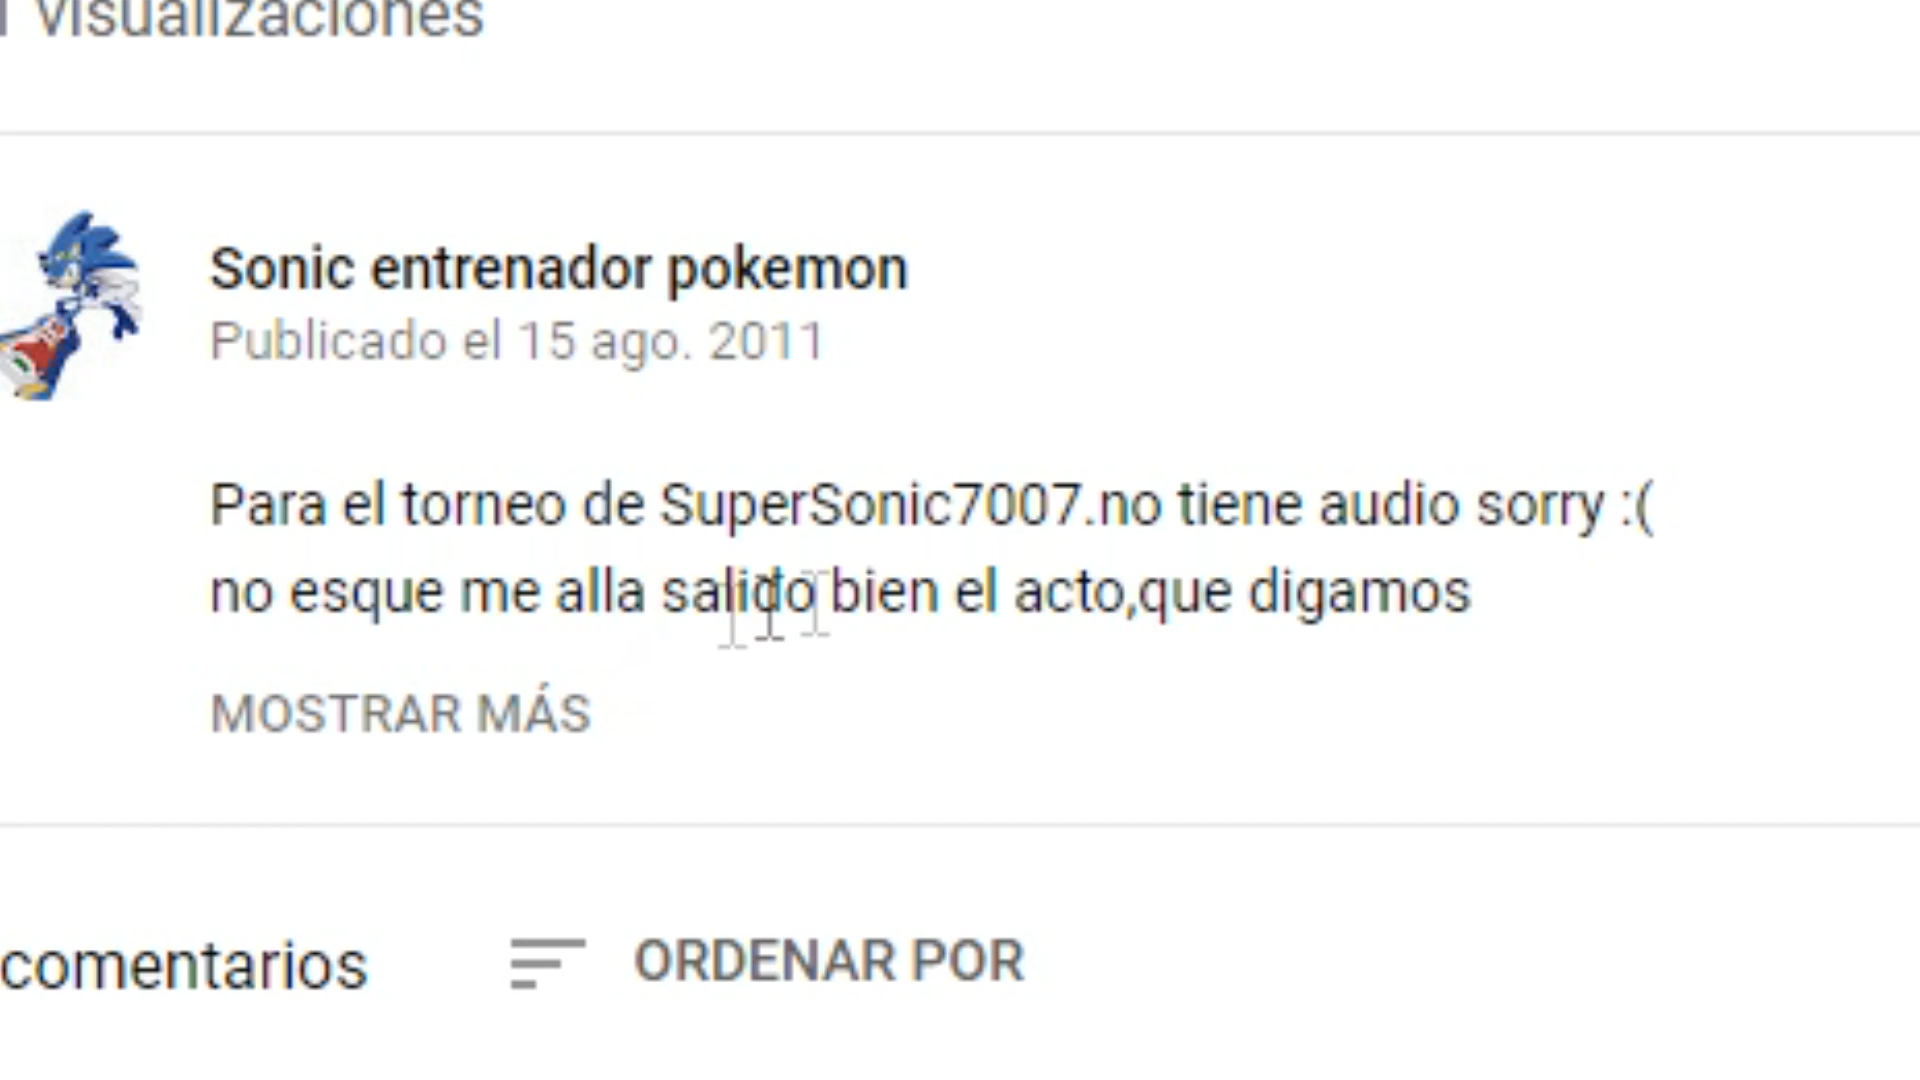 visualizaciones
Sonic entrenador pokemon
Publicado el 15 ago. 2011
Para el torneo de SuperSonic7007.no tiene audio sorry :(
no esque me alla salido bien el acto,que digamos
MOSTRAR MÁS
comentarios
ORDENAR POR